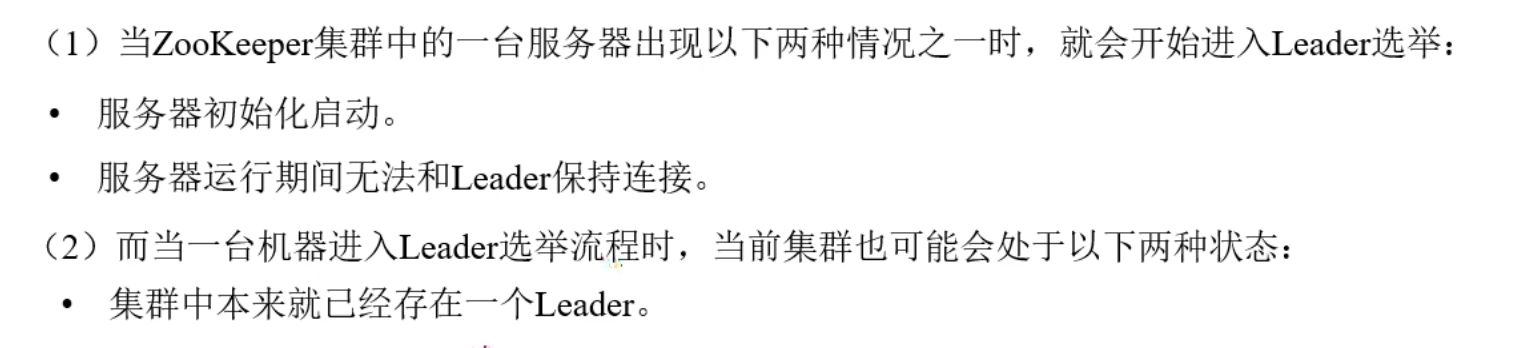 （1）当ZooKeeper集群中的一台服务器出现以下两种情况之一时，就会开始进入Leader选举：
• 服务器初始化启动。
• 服务器运行期间无法和Leader保持连接。
（2）而当一台机器进入Leader选举流程时，当前集群也可能会处于以下两种状态：
• 集群中本来就已经存在一个Leader。